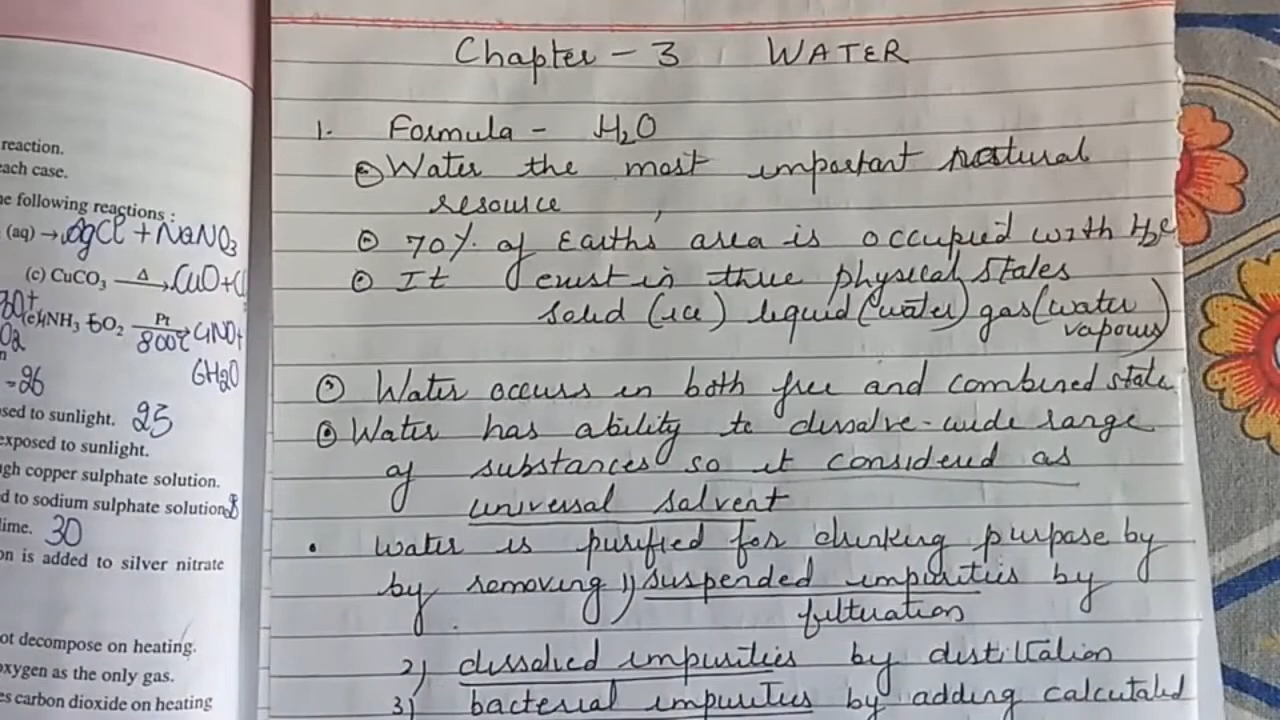 reaction.
each case.
he following reactions :
(aq) → AgCl + NaNO3
(c) CuCO3 —Δ→ CuO + C
NH3 + 5O2 —Pt 800°C→ 4NO +
6H2O
= 26
sed to sunlight. 25
exposed to sunlight.
gh copper sulphate solution.
d to sodium sulphate solution.
lime. 30
on is added to silver nitrate
ot decompose on heating.
oxygen as the only gas.
es carbon dioxide on heating
Chapter - 3 WATER
1. Formula - H2O
Water the most important natural
resource,
70% of Earths area is occupied with H2O
It exist in three physical states
solid (ice) liquid (water) gas (water
vapours)
Water occurs in both free and combined state
Water has ability to dissolve-wide range
of substances so it considered as
universal solvent
• water is purified for drinking purpose by
by removing 1) suspended impurities by
filtration
2) dissolved impurities by distillation
3) bacterial impurities by adding calcutaled